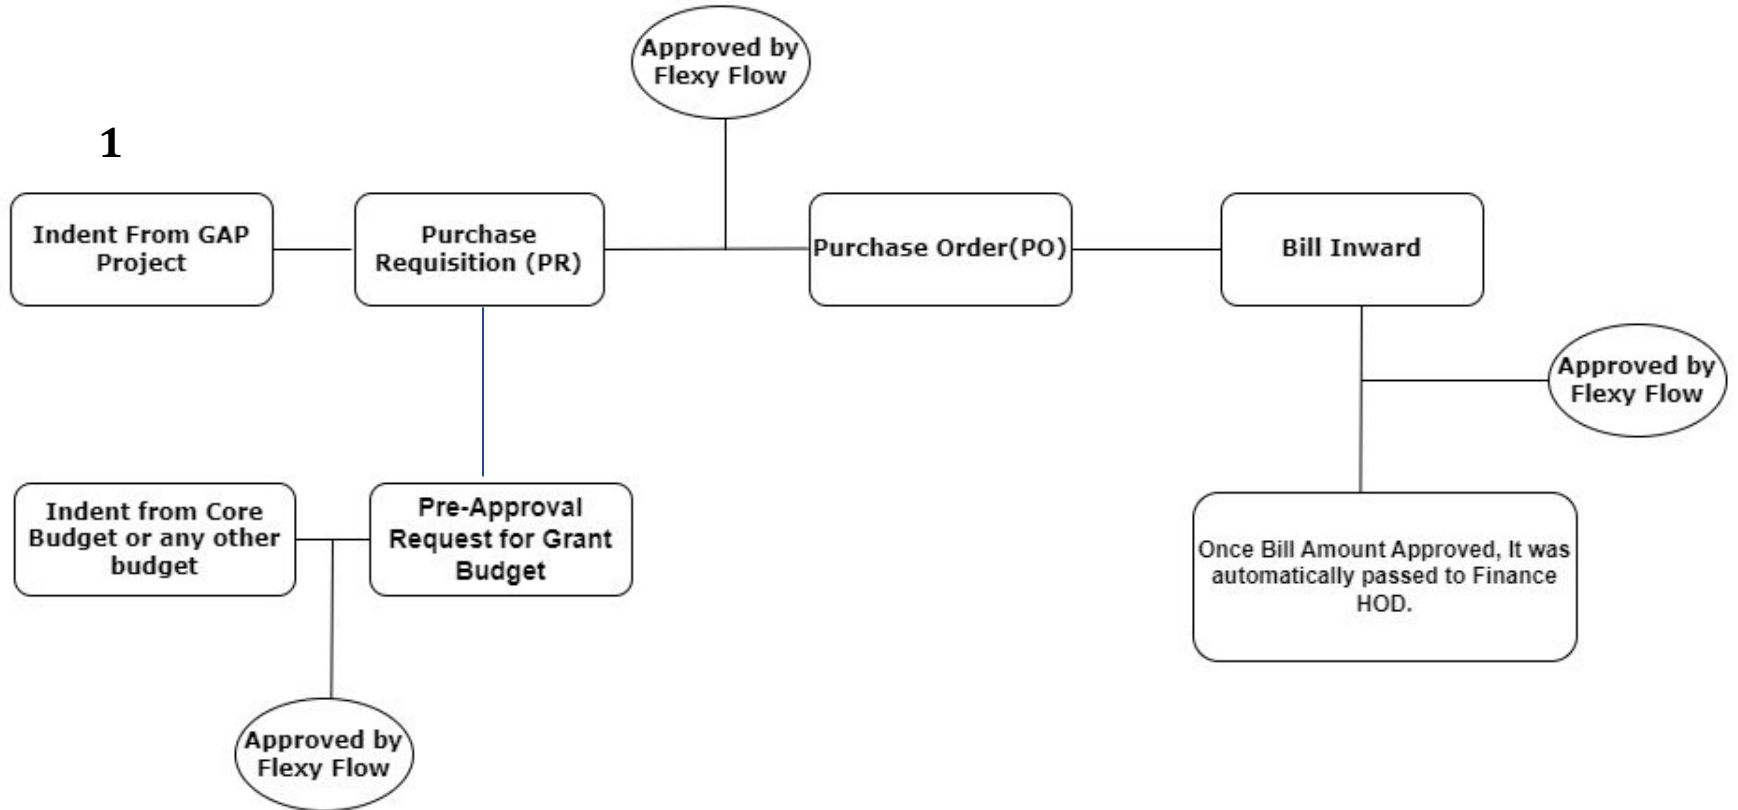 Approved by
Flexy Flow
1
Indent From GAP
Project
Purchase
Requisition (PR)
Purchase Order(PO)
Bill Inward
Approved by
Flexy Flow
Indent from Core
Budget or any other
budget
Pre-Approval
Request for Grant
Budget
Once Bill Amount Approved, It was
automatically passed to Finance
HOD.
Approved by
Flexy Flow